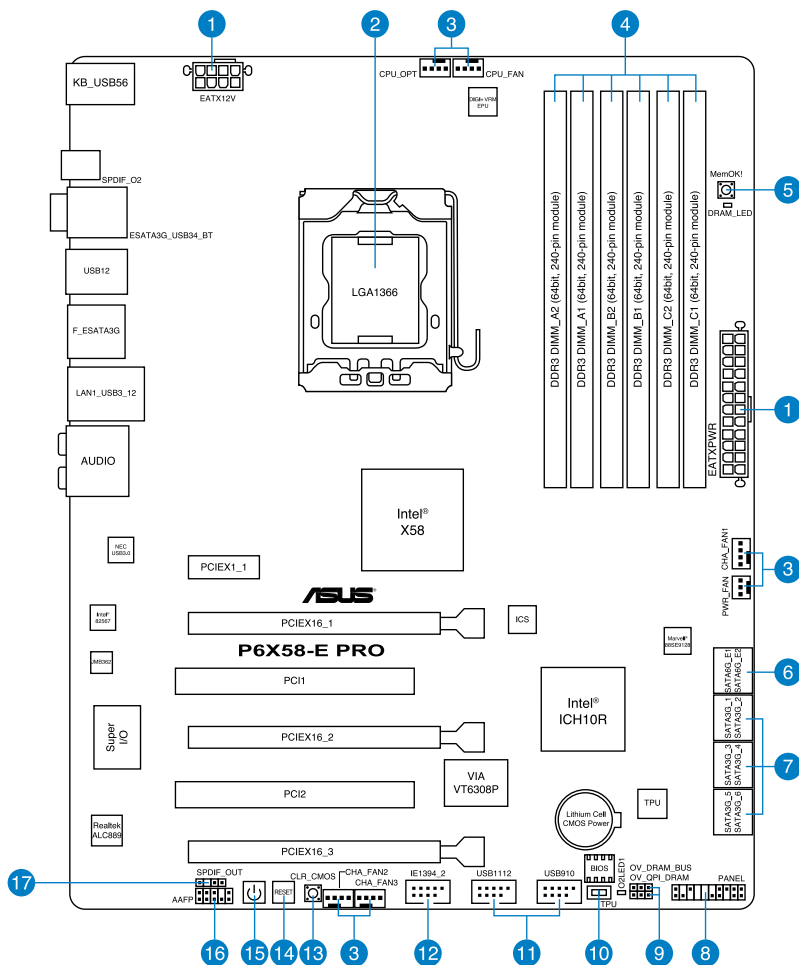 1
2
3
4
KB_USB56
EATX12V
CPU_OPT
CPU_FAN
DIGI+ VRM
EPU
SPDIF_O2
MemOK!
5
DRAM_LED
ESATA3G_USB34_BT
USB12
F_ESATA3G
LAN1_USB3_12
AUDIO
LGA1366
DDR3 DIMM_A2 (64bit, 240-pin module)
DDR3 DIMM_A1 (64bit, 240-pin module)
DDR3 DIMM_B2 (64bit, 240-pin module)
DDR3 DIMM_B1 (64bit, 240-pin module)
DDR3 DIMM_C2 (64bit, 240-pin module)
DDR3 DIMM_C1 (64bit, 240-pin module)
EATXPWR
1
Intel®
X58
NEC
USB3.0
PCIEX1_1
CHA_FAN1
PWR_FAN
3
ASUS
Intel®
82567
PCIEX16_1
ICS
Marvell®
88SE9128
P6X58-E PRO
JMB362
PCI1
SATA6G_E1
SATA6G_E2
6
Super
I/O
PCIEX16_2
Intel®
ICH10R
SATA3G_1
SATA3G_2
SATA3G_3
SATA3G_4
SATA3G_5
SATA3G_6
7
VIA
VT6308P
PCI2
Lithium Cell
CMOS Power
TPU
Realtek
ALC889
PCIEX16_3
BIOS
O2LED1
17
SPDIF_OUT
AAFP
RESET
CLR_CMOS
CHA_FAN2
CHA_FAN3
IE1394_2
USB1112
USB910
TPU
OV_DRAM_BUS
OV_QPI_DRAM
PANEL
16
15
14
13
3
12
11
10
9
8